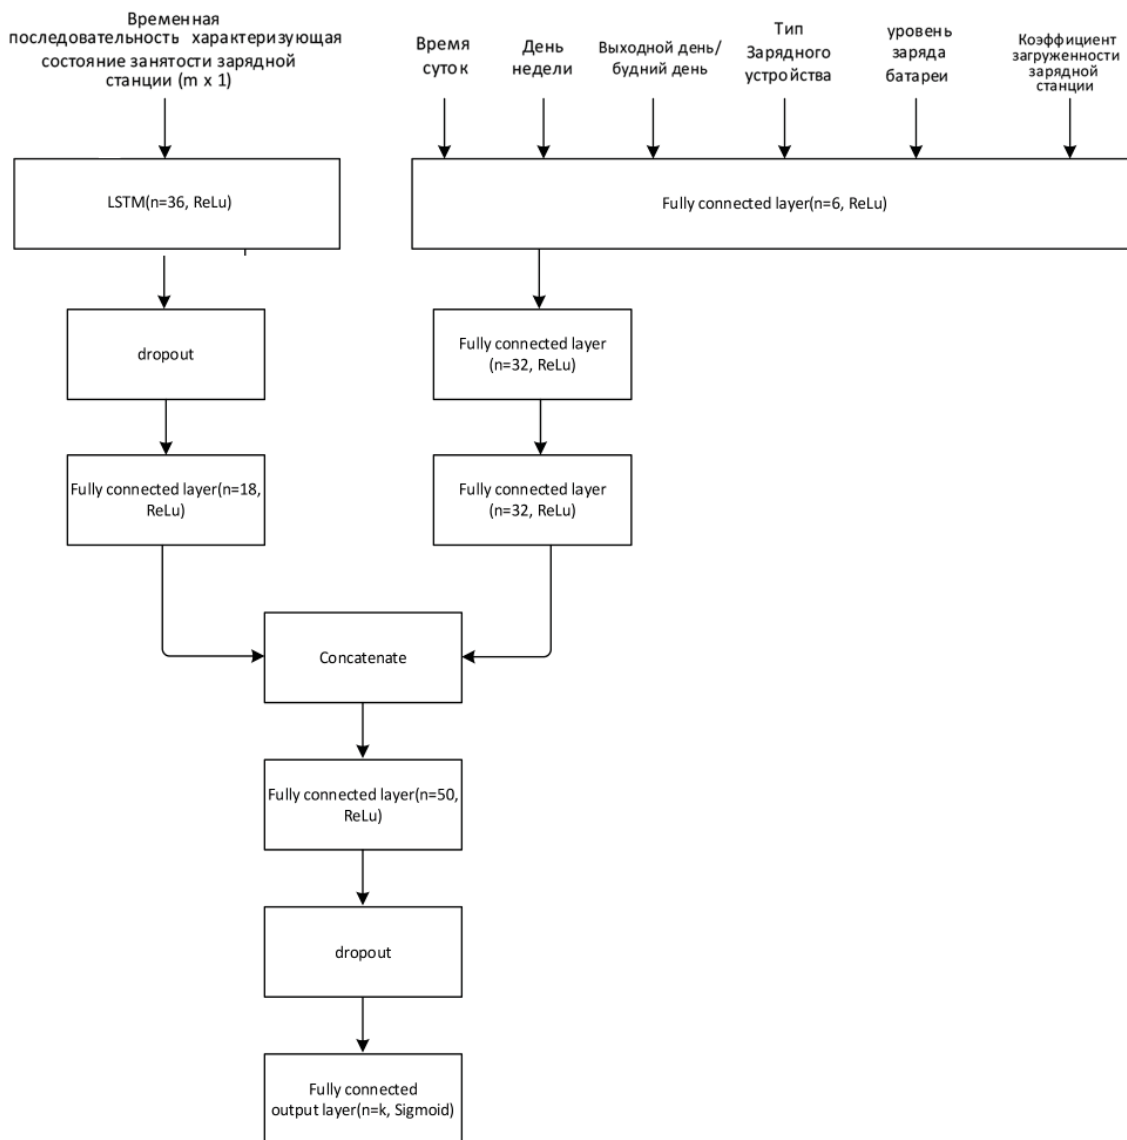 Временная
последовательность характеризующая
состояние занятости зарядной
станции (m x 1)
Время
суток
День
недели
Выходной день/
будний день
Тип
Зарядного
устройства
уровень
заряда
батареи
Коэффициент
загруженности
зарядной
станции
LSTM(n=36, ReLu)
Fully connected layer(n=6, ReLu)
dropout
Fully connected layer
(n=32, ReLu)
Fully connected layer(n=18,
ReLu)
Fully connected layer
(n=32, ReLu)
Concatenate
Fully connected layer(n=50,
ReLu)
dropout
Fully connected
output layer(n=k, Sigmoid)